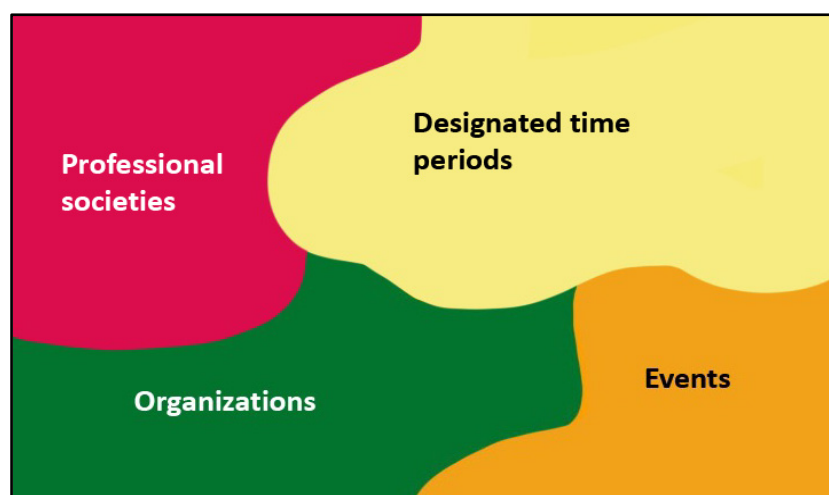 Designated time
periods
Professional
societies
Events
Organizations